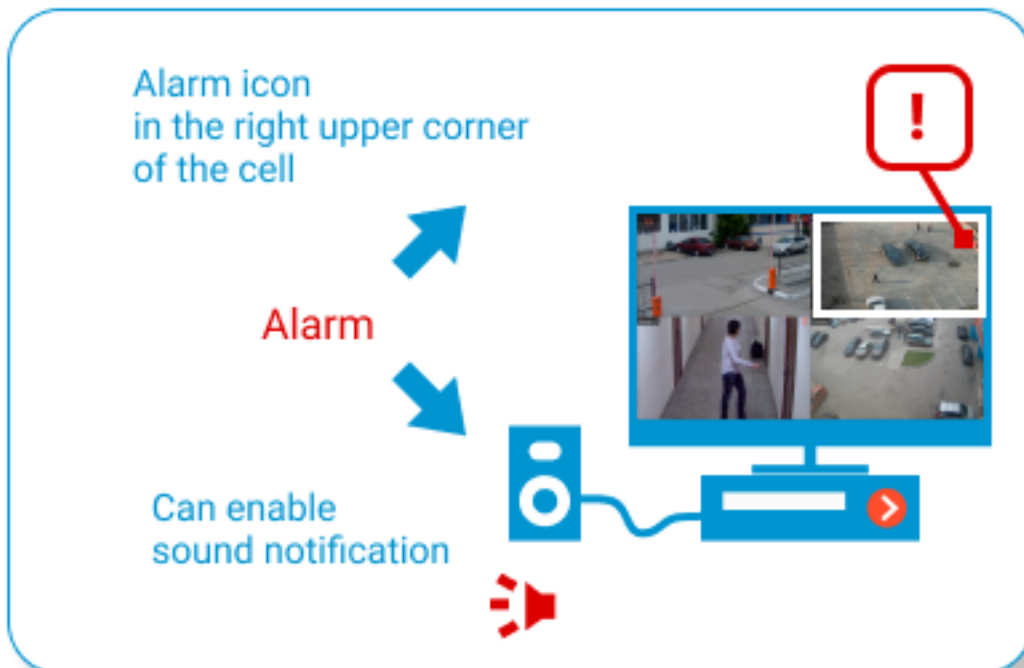 Alarm icon
in the right upper corner
of the cell
!
Alarm
Can enable
sound notification